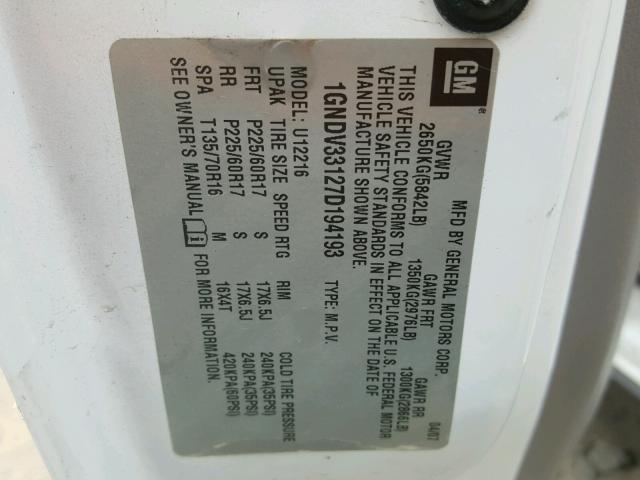 GM ®
MFD BY GENERAL MOTORS CORP. 04/07
GVWR GAWR FRT GAWR RR
2650KG(5842LB) 1350KG(2976LB) 1300KG(2866LB)
THIS VEHICLE CONFORMS TO ALL APPLICABLE U.S. FEDERAL MOTOR
VEHICLE SAFETY STANDARDS IN EFFECT ON THE DATE OF
MANUFACTURE SHOWN ABOVE.
1GNDV33127D194193 TYPE: M.P.V.
MODEL: U12216
UPAK TIRE SIZE SPEED RTG RIM COLD TIRE PRESSURE
FRT P225/60R17 S 17X6.5J 240KPA(35PSI)
RR P225/60R17 S 17X6.5J 240KPA(35PSI)
SPA T135/70R16 M 16X4T 420KPA(60PSI)
SEE OWNER'S MANUAL FOR MORE INFORMATION.